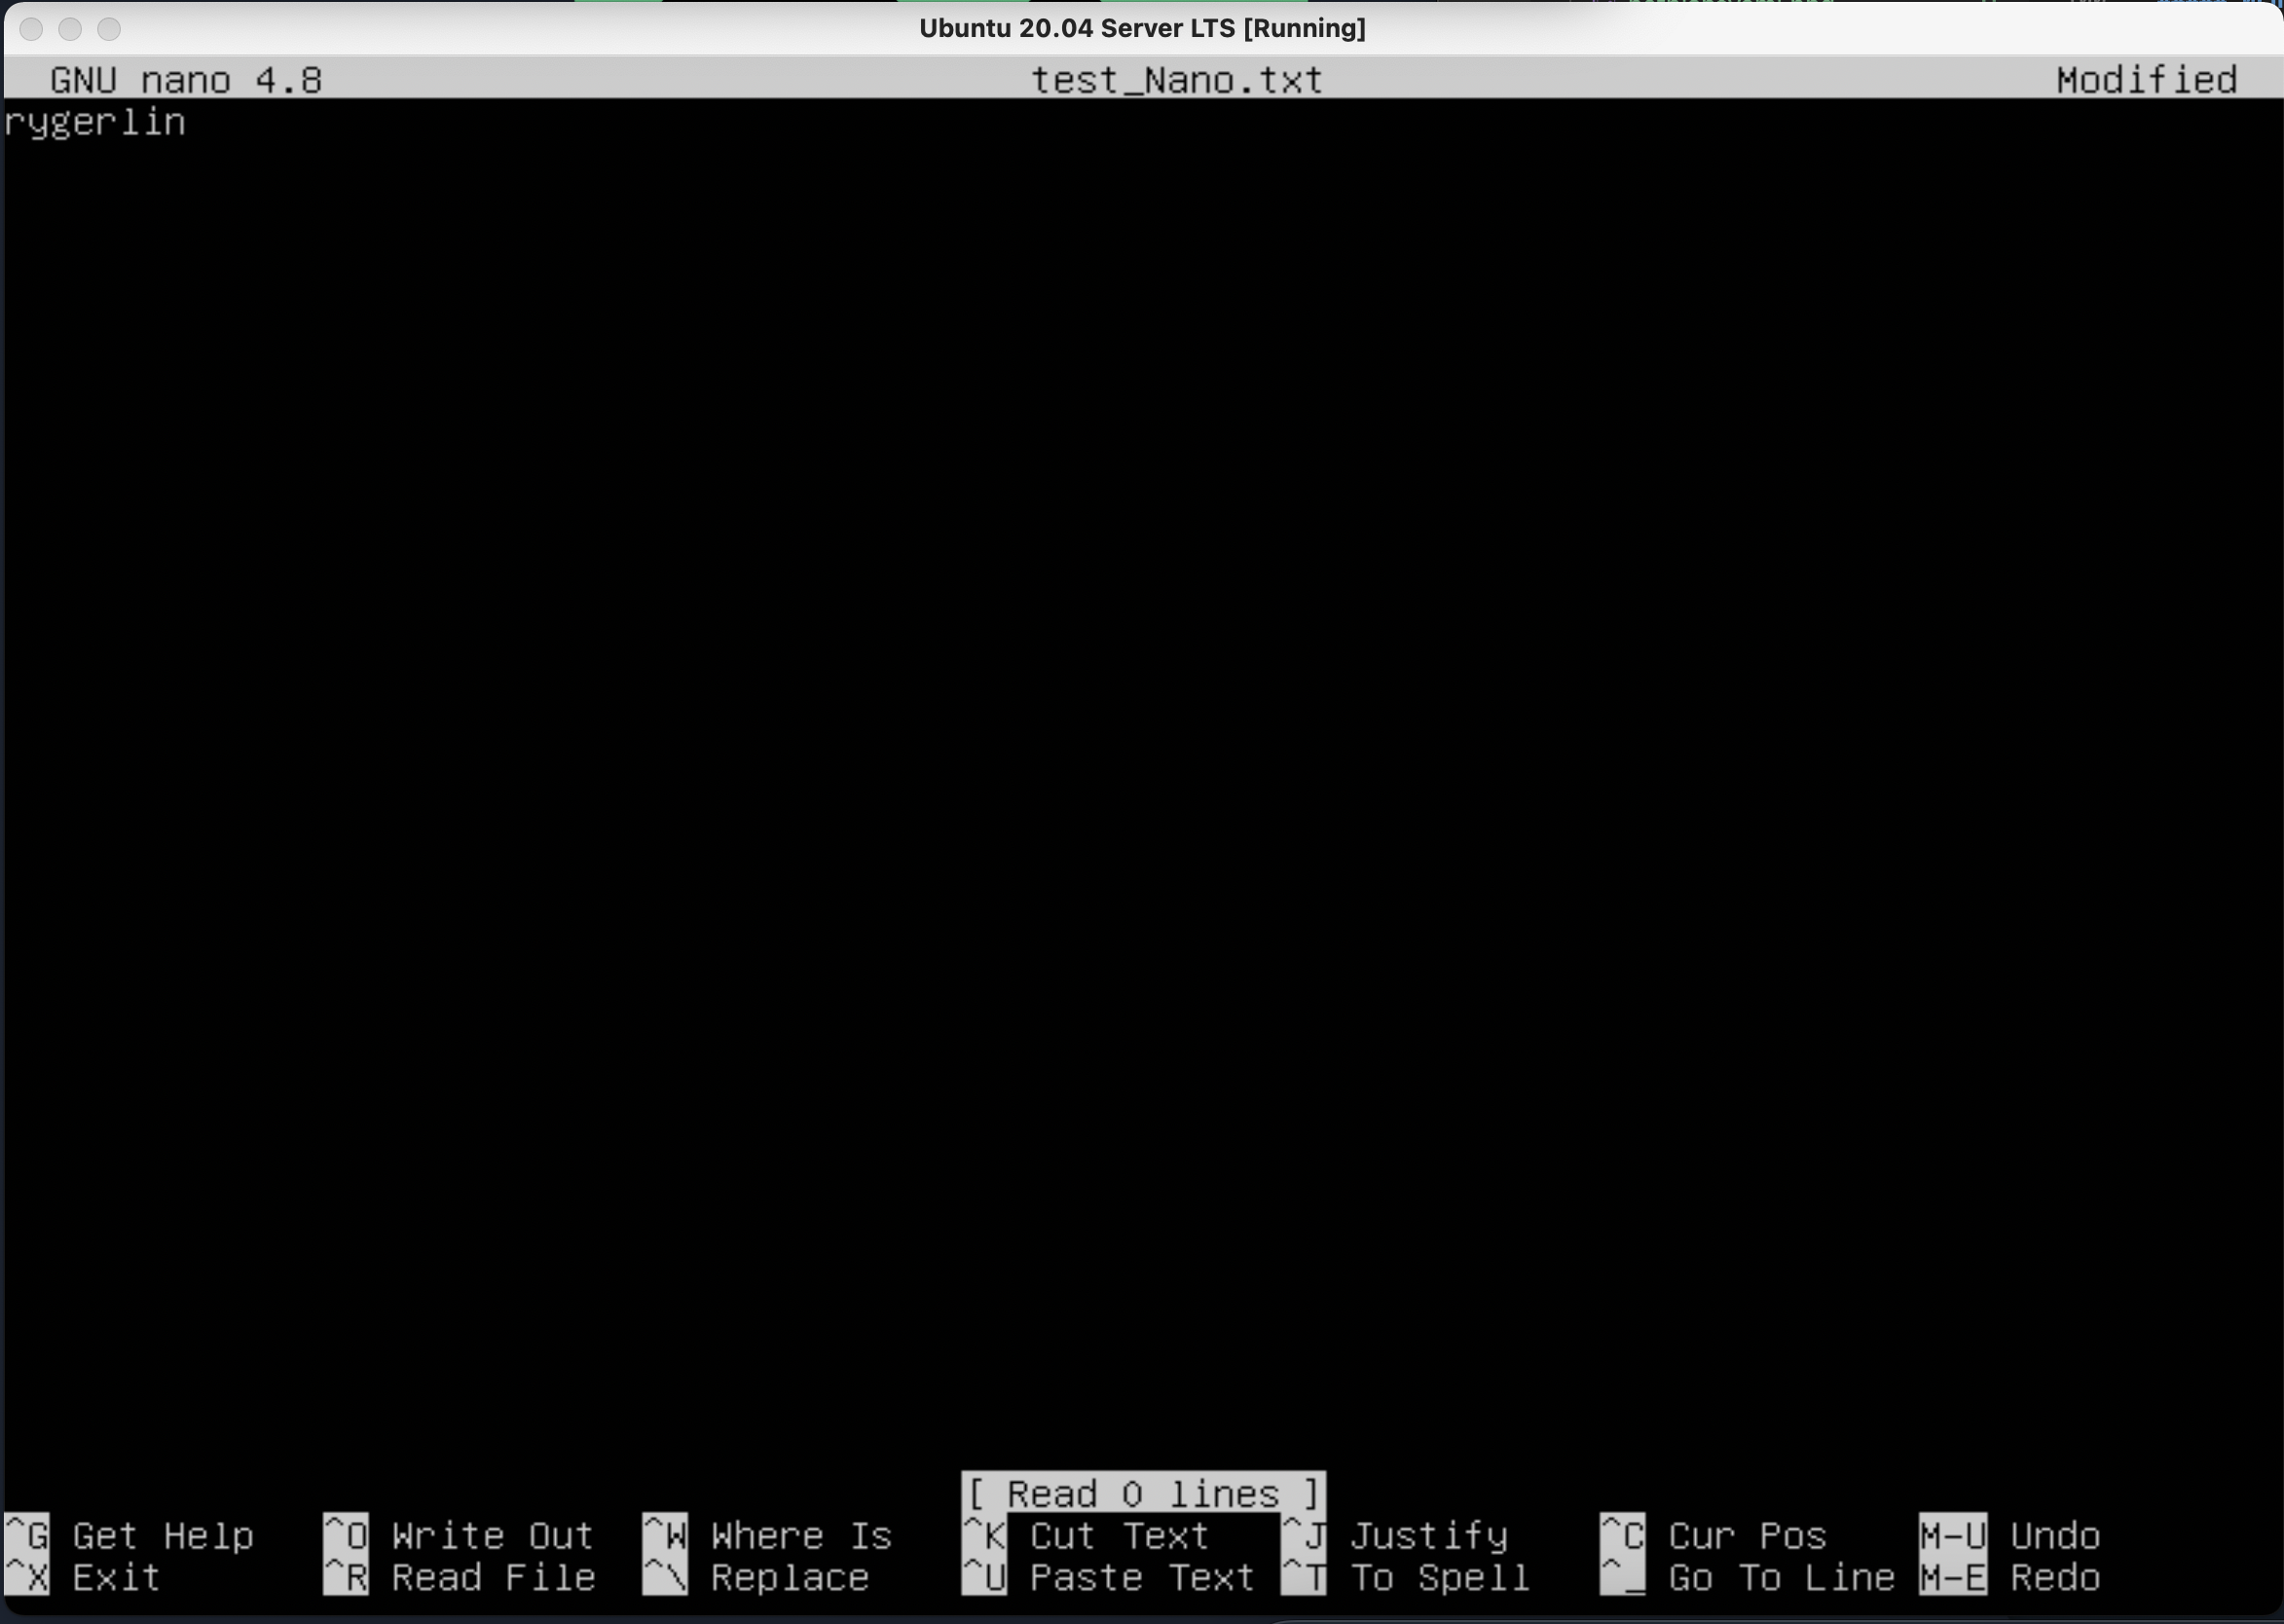 Ubuntu 20.04 Server LTS [Running]
GNU nano 4.8 test_Nano.txt Modified
rygerlin
[ Read 0 lines ]
^G Get Help ^O Write Out ^W Where Is ^K Cut Text ^J Justify ^C Cur Pos M-U Undo
^X Exit ^R Read File ^\ Replace ^U Paste Text ^T To Spell ^_ Go To Line M-E Redo